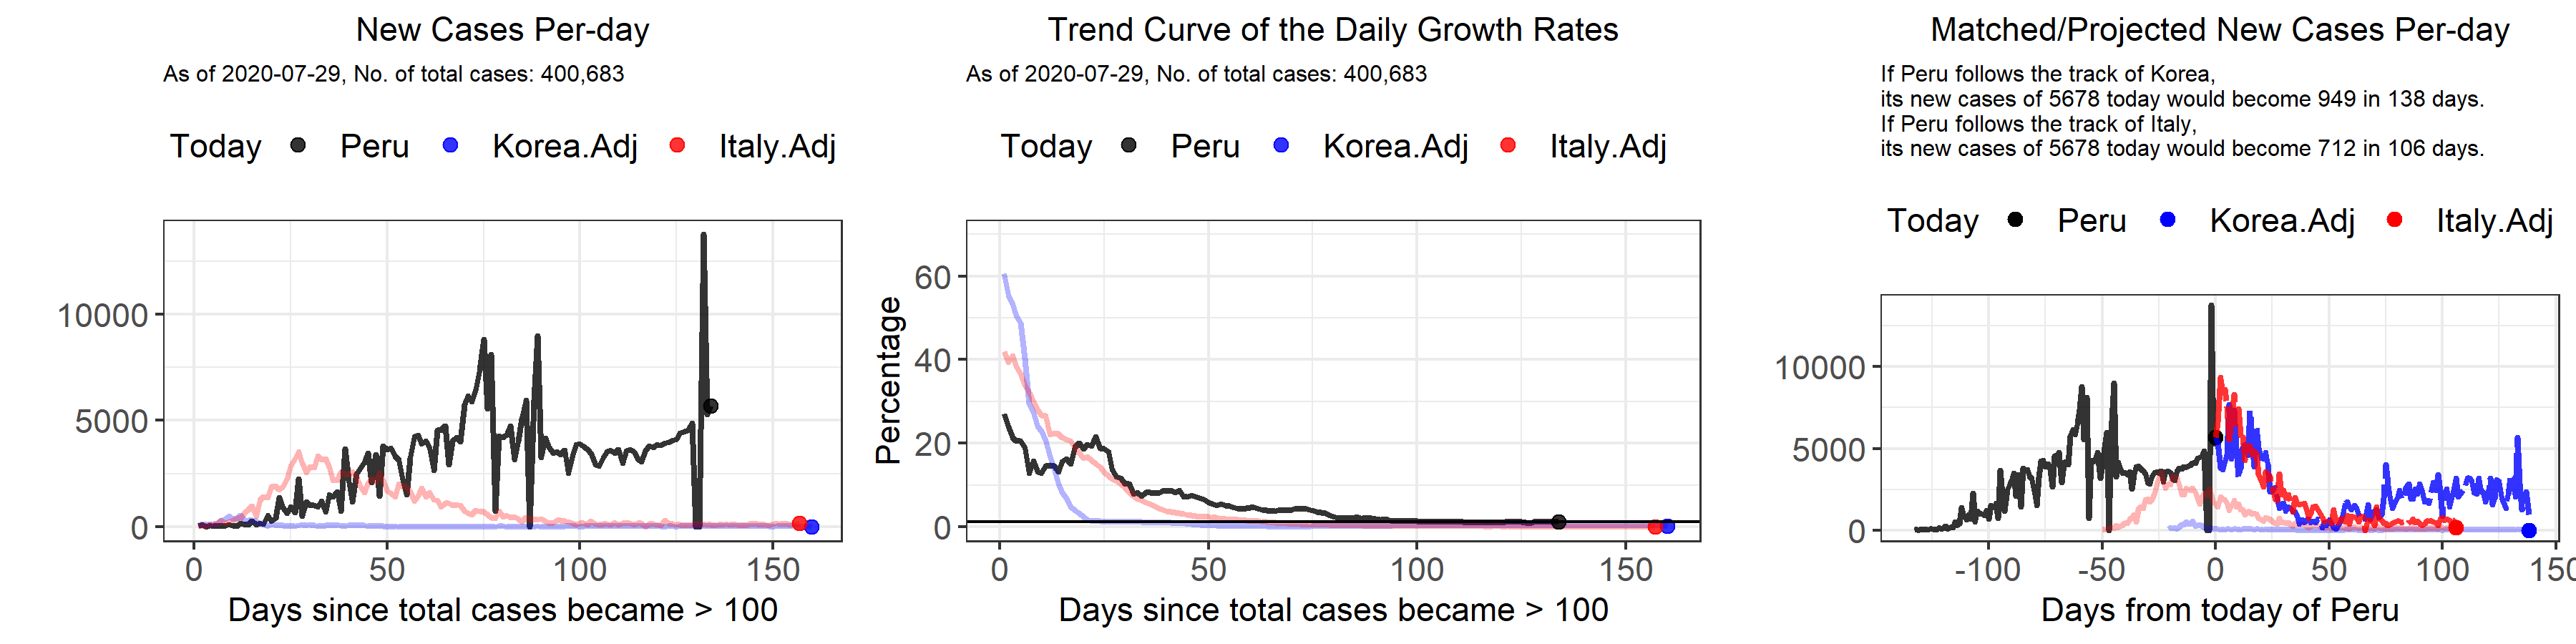 New Cases Per-day
As of 2020-07-29, No. of total cases: 400,683
Today Peru Korea.Adj Italy.Adj
10000
5000
0
0 50 100 150
Days since total cases became > 100
Trend Curve of the Daily Growth Rates
As of 2020-07-29, No. of total cases: 400,683
Today Peru Korea.Adj Italy.Adj
Percentage
60
40
20
0
0 50 100 150
Days since total cases became > 100
Matched/Projected New Cases Per-day
If Peru follows the track of Korea,
its new cases of 5678 today would become 949 in 138 days.
If Peru follows the track of Italy,
its new cases of 5678 today would become 712 in 106 days.
Today Peru Korea.Adj Italy.Adj
10000
5000
0
-100 -50 0 50 100 150
Days from today of Peru